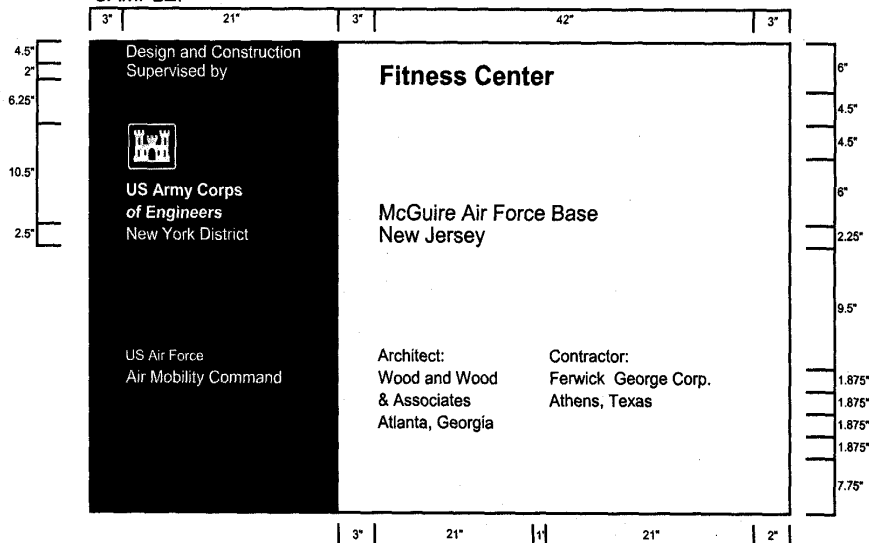 3" 21" 3" 42" 3"
4.5"
2"
6.25"
10.5"
2.5"
Design and Construction
Supervised by
US Army Corps
of Engineers
New York District
US Air Force
Air Mobility Command
Fitness Center
McGuire Air Force Base
New Jersey
Architect:
Wood and Wood
& Associates
Atlanta, Georgia
Contractor:
Ferwick George Corp.
Athens, Texas
6"
4.5"
4.5"
6"
2.25"
9.5"
1.875"
1.875"
1.875"
1.875"
7.75"
3" 21" 1" 21" 2"